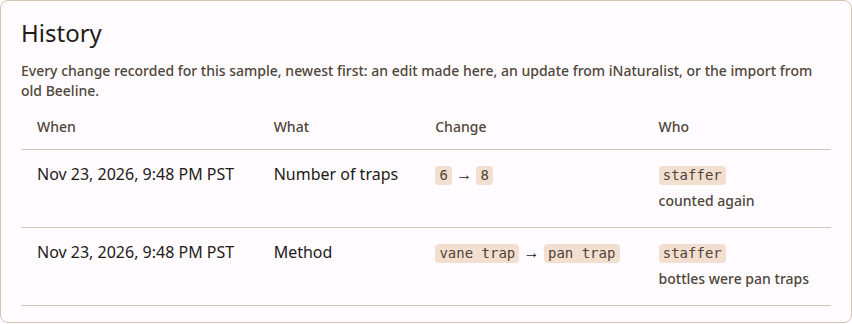 History
Every change recorded for this sample, newest first: an edit made here, an update from iNaturalist, or the import from
old Beeline.
When What Change Who
Nov 23, 2026, 9:48 PM PST Number of traps 6 → 8 staffer
counted again
Nov 23, 2026, 9:48 PM PST Method vane trap → pan trap staffer
bottles were pan traps